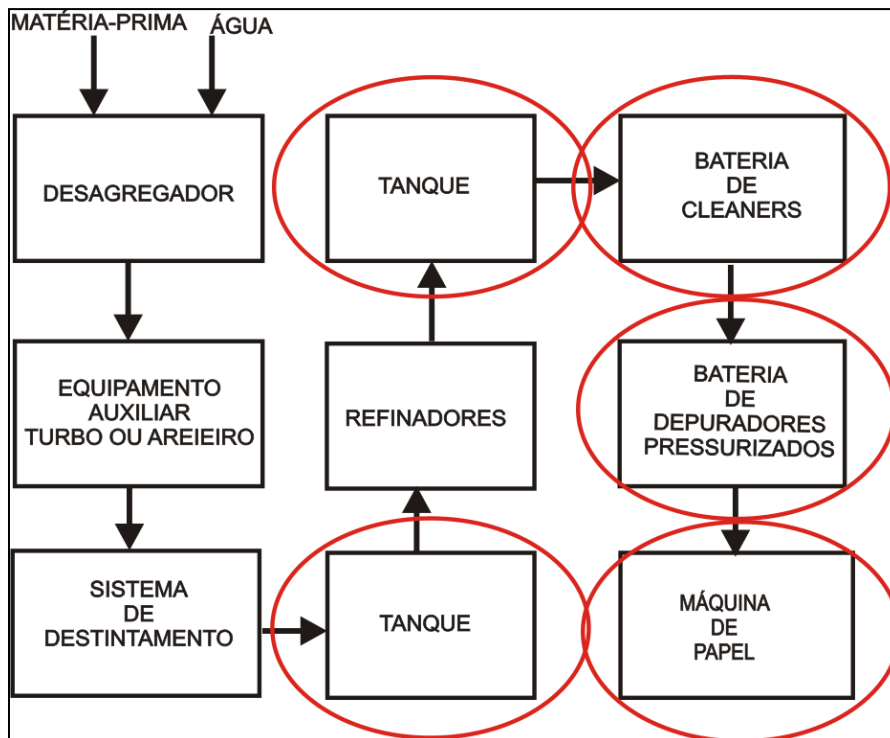 MATÉRIA-PRIMA
ÁGUA
DESAGREGADOR
EQUIPAMENTO
AUXILIAR
TURBO OU AREIEIRO
SISTEMA
DE
DESTINTAMENTO
TANQUE
REFINADORES
TANQUE
BATERIA
DE
CLEANERS
BATERIA
DE
DEPURADORES
PRESSURIZADOS
MÁQUINA
DE
PAPEL